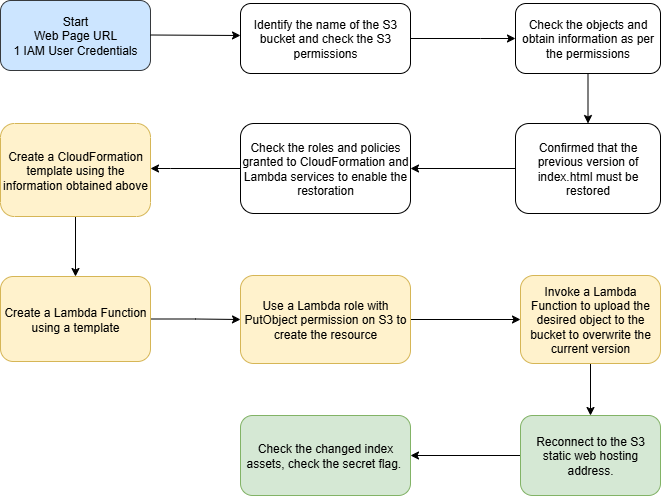 Start
Web Page URL
1 IAM User Credentials
Identify the name of the S3
bucket and check the S3
permissions
Check the objects and
obtain information as per
the permissions
Confirmed that the
previous version of
index.html must be
restored
Check the roles and policies
granted to CloudFormation and
Lambda services to enable the
restoration
Create a CloudFormation
template using the
information obtained above
Create a Lambda Function
using a template
Use a Lambda role with
PutObject permission on S3 to
create the resource
Invoke a Lambda
Function to upload the
desired object to the
bucket to overwrite the
current version
Reconnect to the S3
static web hosting
address.
Check the changed index
assets, check the secret flag.